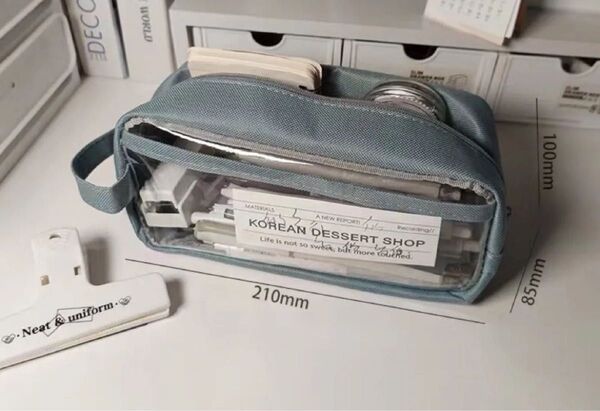 DECO
WORLD
100mm
MATERIALS
A NEW REPORT!
KOREAN DESSERT SHOP
Life is not so sweet, but more touched.
85mm
210mm
Neat & uniform